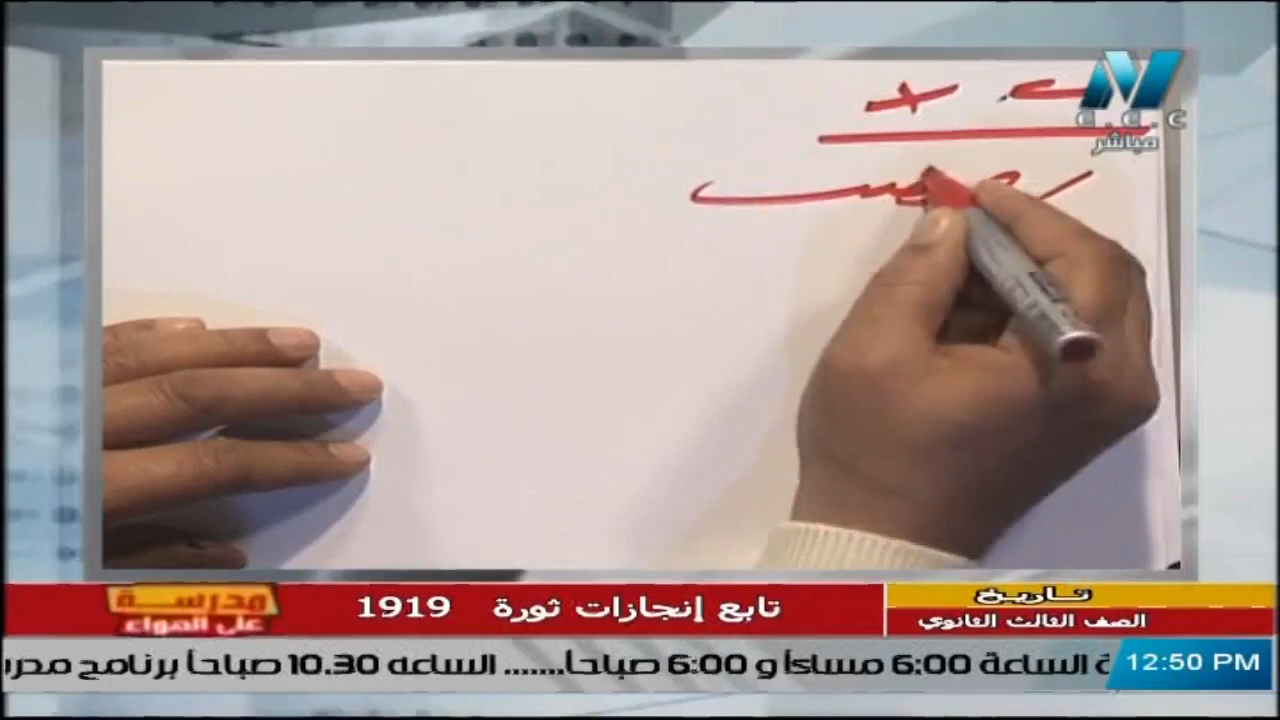 e.t.c
مباشر
تاريخ
الصف الثالث الثانوي
تابع إنجازات ثورة 1919
مدرسة
على الهواء
12:50 PM
ة الساعة 6:00 مساءاً و 6:00 صباحاً....... الساعه 10.30 صباحاً برنامج مدر